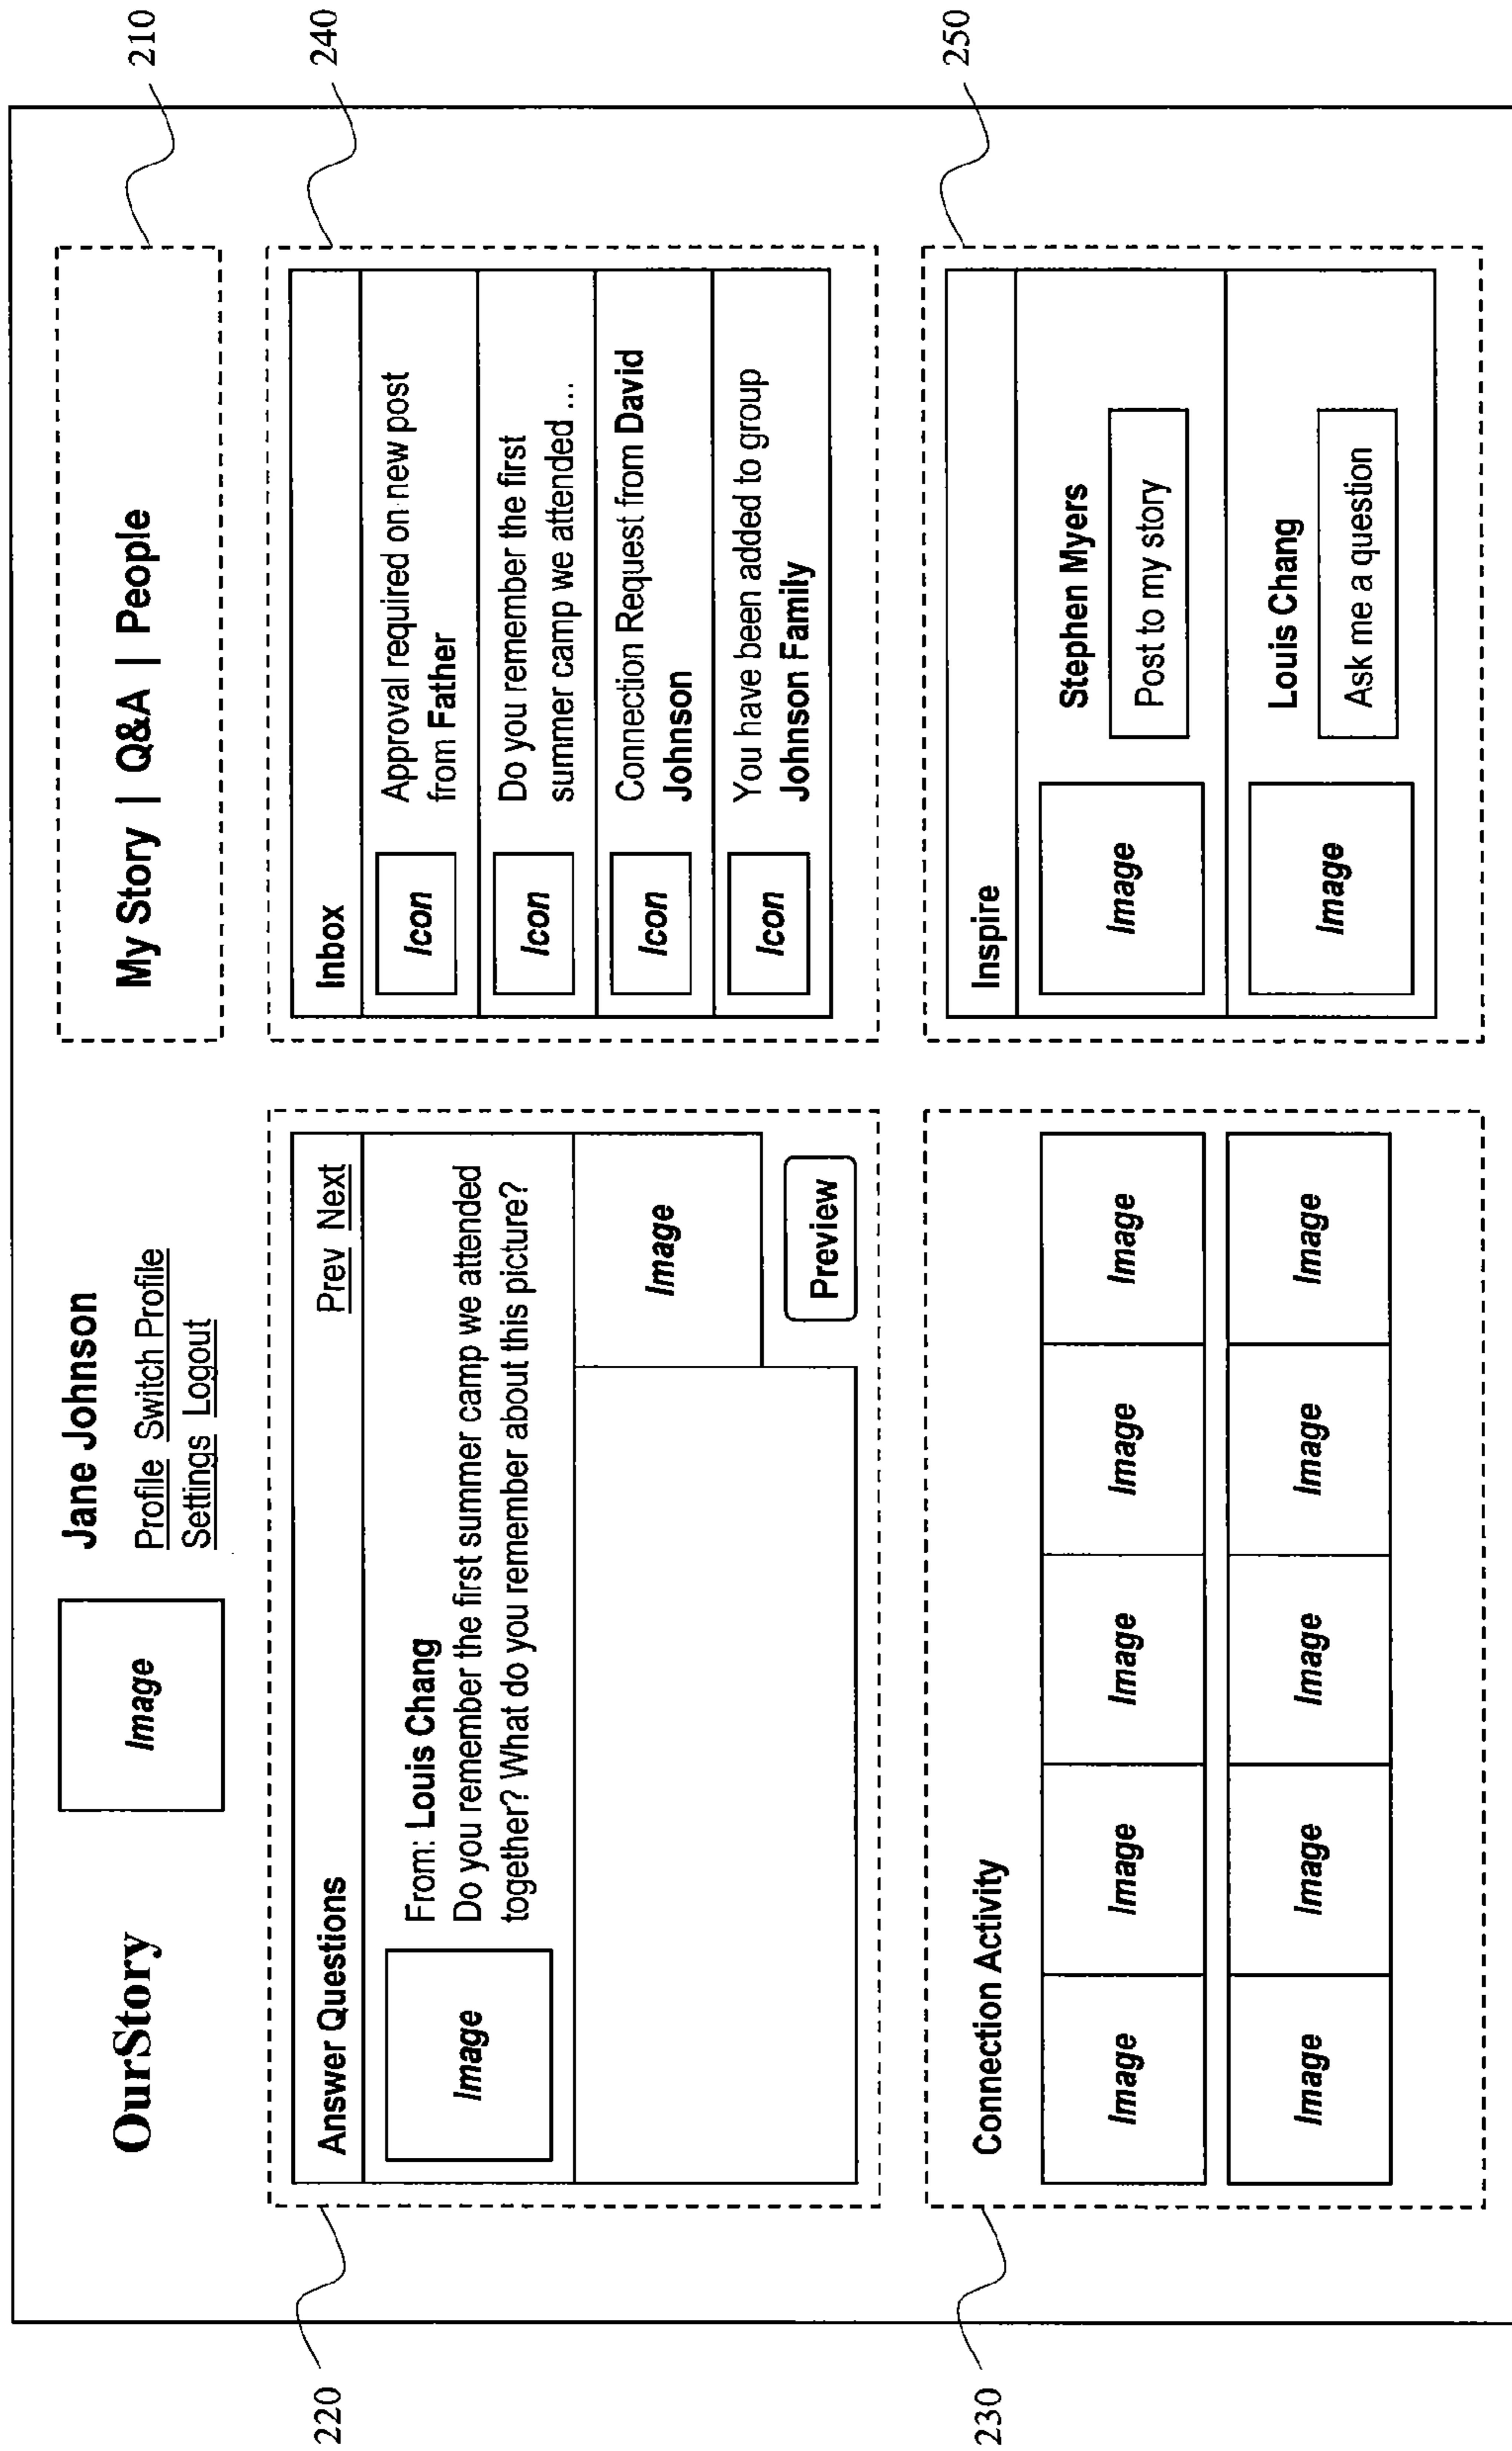 OurStory
Image
Jane Johnson
Profile Switch Profile
Settings Logout
My Story | Q&A | People
210
220
Answer Questions
Prev Next
Image
From: Louis Chang
Do you remember the first summer camp we attended
together? What do you remember about this picture?
Image
Preview
240
Inbox
Icon
Approval required on new post
from Father
Icon
Do you remember the first
summer camp we attended ...
Icon
Connection Request from David
Johnson
Icon
You have been added to group
Johnson Family
230
Connection Activity
Image Image Image Image Image
Image Image Image Image Image
250
Inspire
Image
Stephen Myers
Post to my story
Image
Louis Chang
Ask me a question